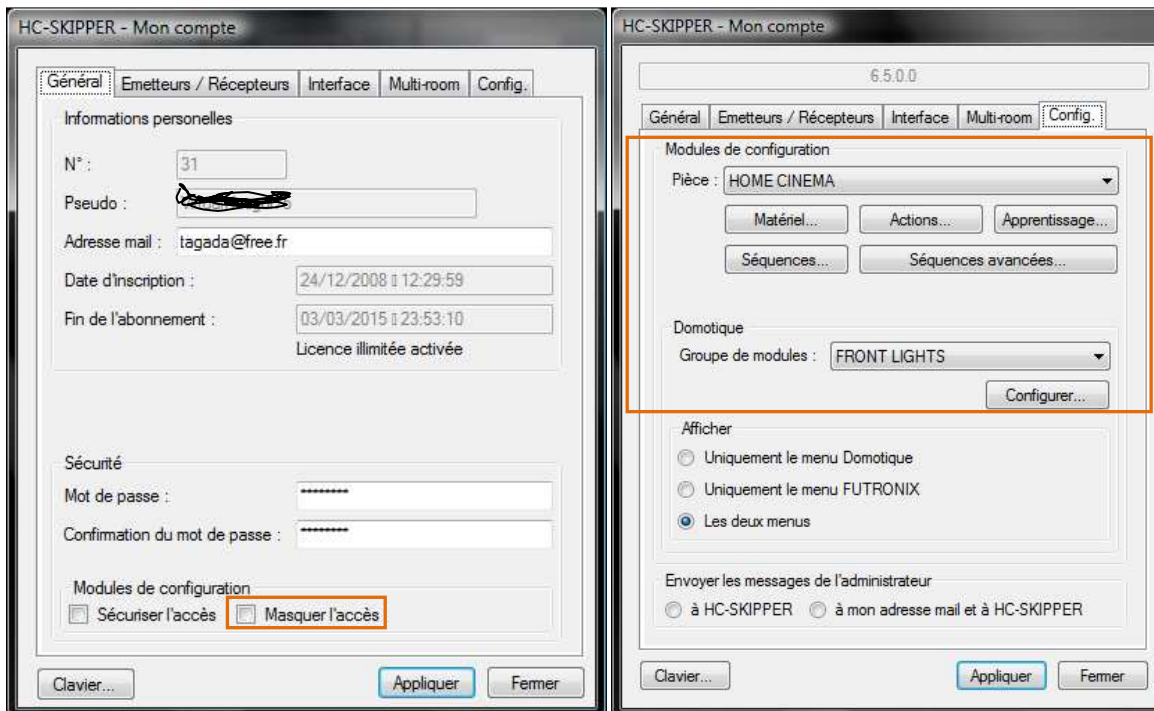 HC-SKIPPER - Mon compte
Général Emetteurs / Récepteurs Interface Multi-room Config.
Informations personelles
N° : 31
Pseudo :
Adresse mail : tagada@free.fr
Date d'inscription : 24/12/2008 12:29:59
Fin de l'abonnement : 03/03/2015 23:53:10
Licence illimitée activée
Sécurité
Mot de passe : ********
Confirmation du mot de passe : ********
Modules de configuration
Sécuriser l'accès Masquer l'accès
Clavier... Appliquer Fermer
HC-SKIPPER - Mon compte
6.5.0.0
Général Emetteurs / Récepteurs Interface Multi-room Config.
Modules de configuration
Pièce : HOME CINEMA
Matériel... Actions... Apprentissage...
Séquences... Séquences avancées...
Domotique
Groupe de modules : FRONT LIGHTS
Configurer...
Afficher
Uniquement le menu Domotique
Uniquement le menu FUTRONIX
Les deux menus
Envoyer les messages de l'administrateur
à HC-SKIPPER à mon adresse mail et à HC-SKIPPER
Clavier... Appliquer Fermer